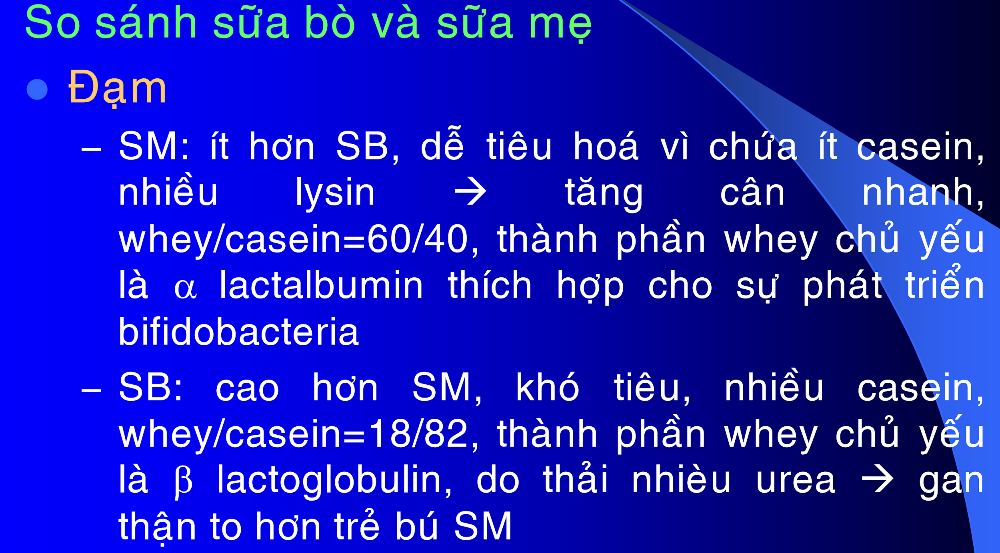 So sánh sữa bò và sữa mẹ
Đạm
– SM: ít hơn SB, dễ tiêu hoá vì chứa ít casein,
nhiều lysin → tăng cân nhanh,
whey/casein=60/40, thành phần whey chủ yếu
là α lactalbumin thích hợp cho sự phát triển
bifidobacteria
– SB: cao hơn SM, khó tiêu, nhiều casein,
whey/casein=18/82, thành phần whey chủ yếu
là β lactoglobulin, do thải nhièu urea → gan
thận to hơn trẻ bú SM